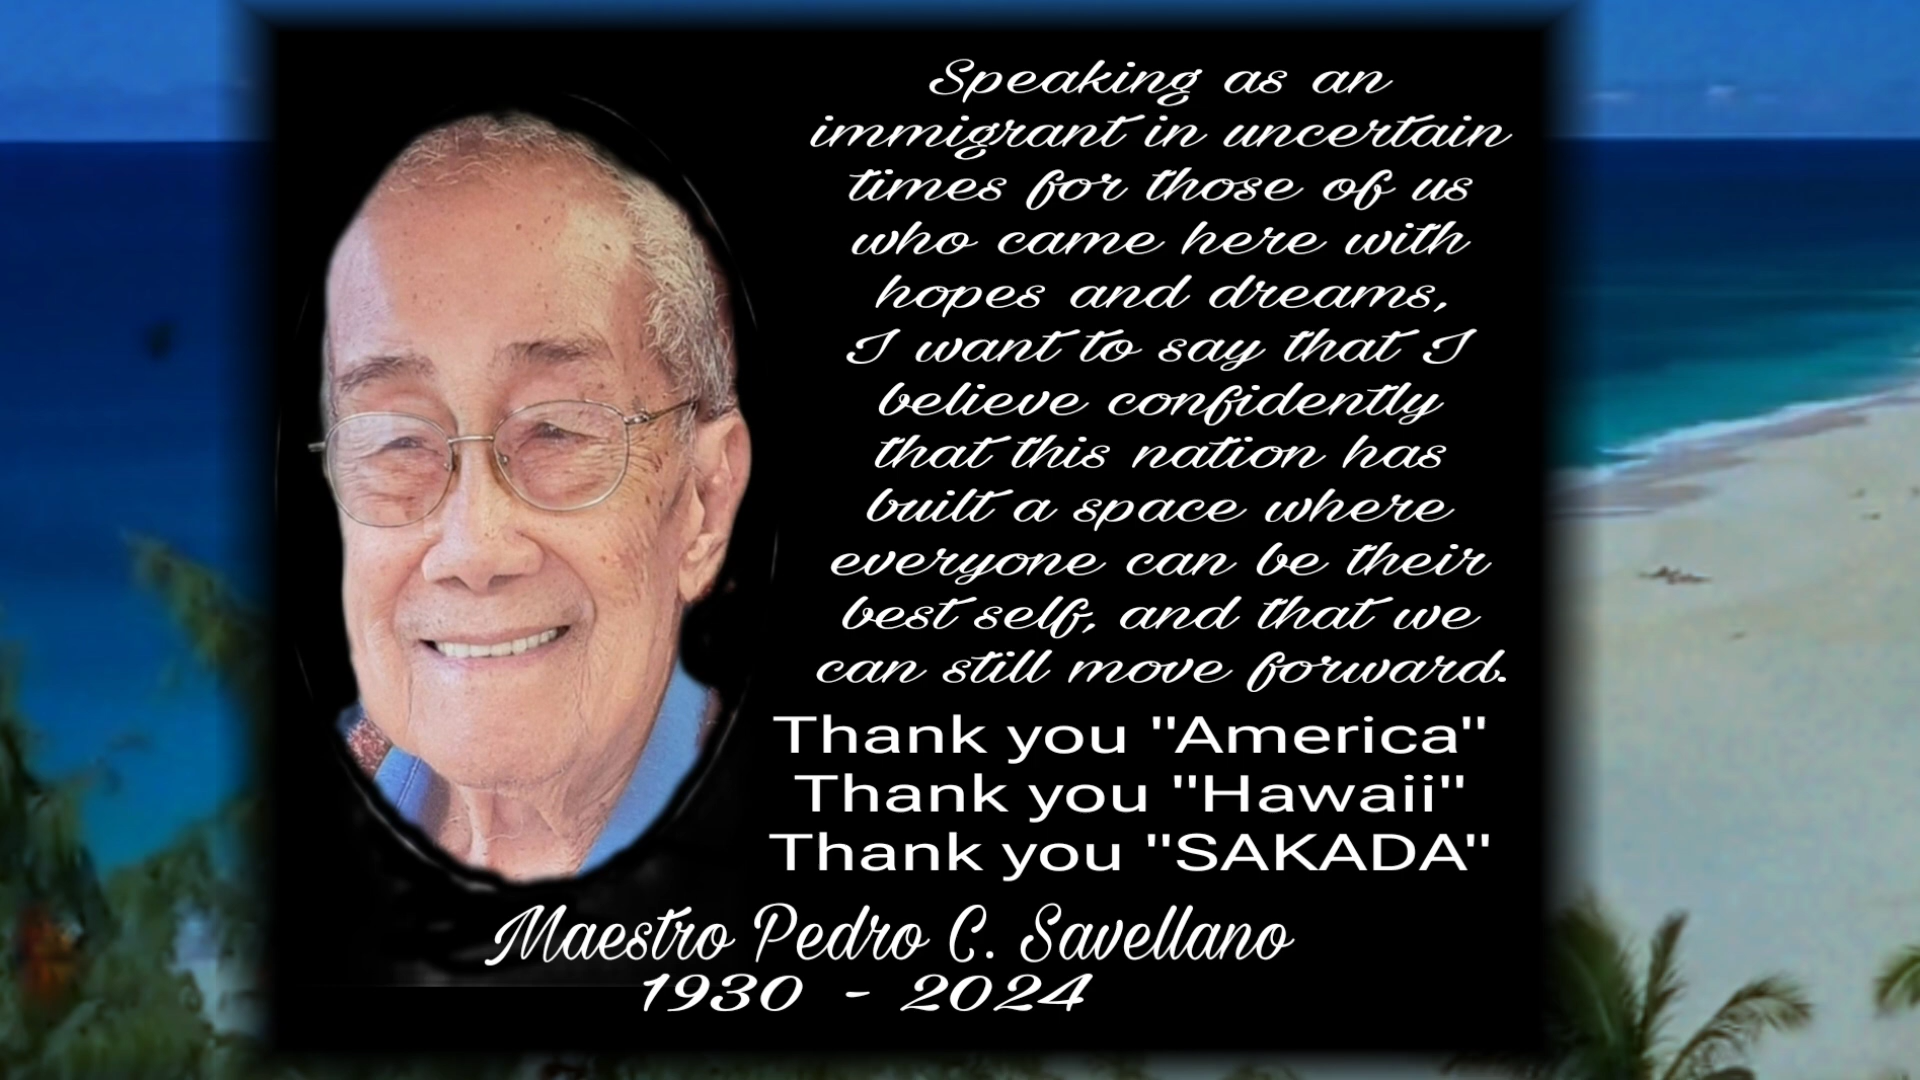 Speaking as an
immigrant in uncertain
times for those of us
who came here with
hopes and dreams,
I want to say that I
believe confidently
that this nation has
built a space where
everyone can be their
best self, and that we
can still move forward.
Thank you "America"
Thank you "Hawaii"
Thank you "SAKADA"
Maestro Pedro C. Savellano
1930 - 2024